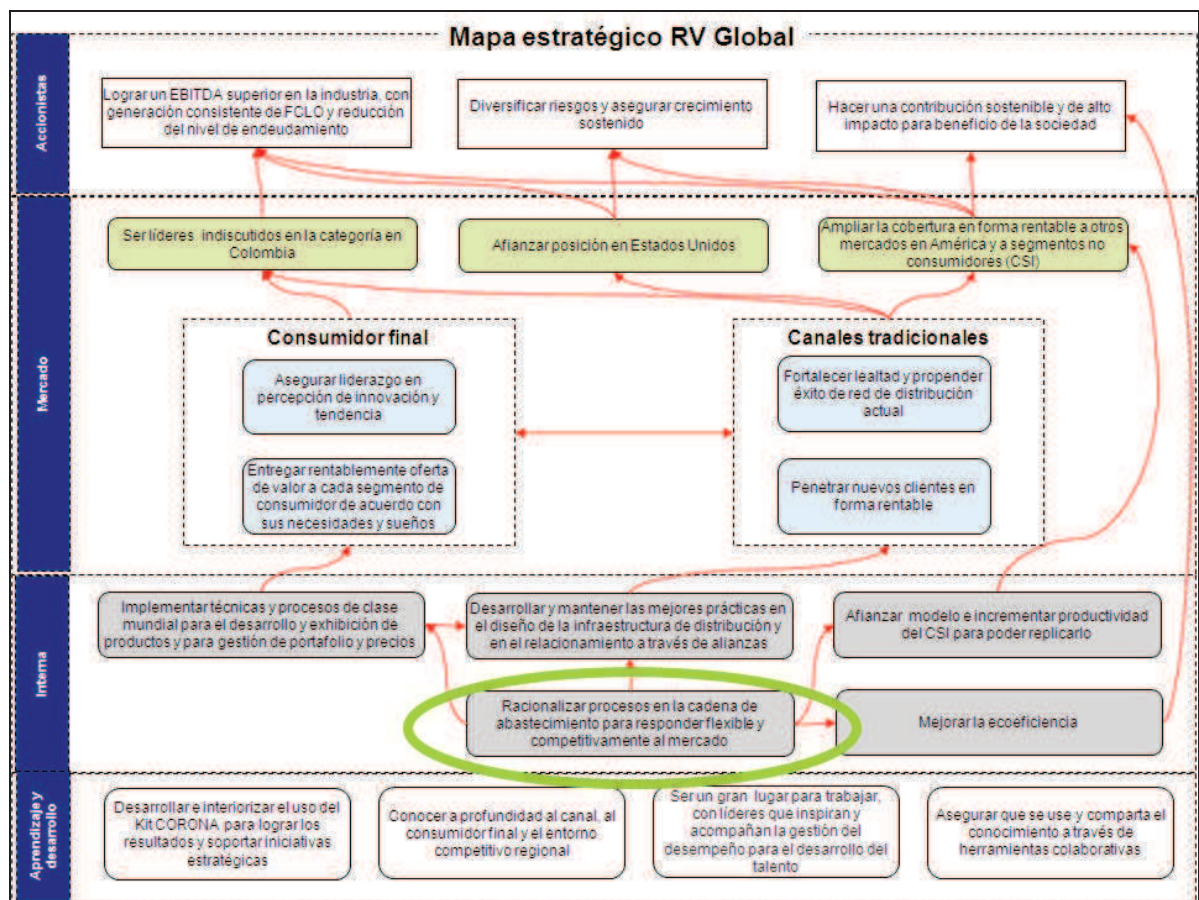 Mapa estratégico RV Global
Accionistas
Lograr un EBITDA superior en la industria, con
generación consistente de FCLO y reducción
del nivel de endeudamiento
Diversificar riesgos y asegurar crecimiento
sostenido
Hacer una contribución sostenible y de alto
impacto para beneficio de la sociedad
Mercado
Ser líderes indiscutidos en la categoría en
Colombia
Afianzar posición en Estados Unidos
Ampliar la cobertura en forma rentable a otros
mercados en América y a segmentos no
consumidores (CSI)
Consumidor final
Asegurar liderazgo en
percepción de innovación y
tendencia
Entregar rentablemente oferta
de valor a cada segmento de
consumidor de acuerdo con
sus necesidades y sueños
Canales tradicionales
Fortalecer lealtad y propender
éxito de red de distribución
actual
Penetrar nuevos clientes en
forma rentable
Interna
Implementar técnicas y procesos de clase
mundial para el desarrollo y exhibición de
productos y para gestión de portafolio y precios
Desarrollar y mantener las mejores prácticas en
el diseño de la infraestructura de distribución y
en el relacionamiento a través de alianzas
Afianzar modelo e incrementar productividad
del CSI para poder replicarlo
Racionalizar procesos en la cadena de
abastecimiento para responder flexible y
competitivamente al mercado
Mejorar la ecoeficiencia
Aprendizaje y
desarrollo
Desarrollar e interiorizar el uso del
Kit CORONA para lograr los
resultados y soportar iniciativas
estratégicas
Conocer a profundidad al canal, al
consumidor final y el entorno
competitivo regional
Ser un gran lugar para trabajar,
con líderes que inspiran y
acompañan la gestión del
desempeño para el desarrollo del
talento
Asegurar que se use y comparta el
conocimiento a través de
herramientas colaborativas